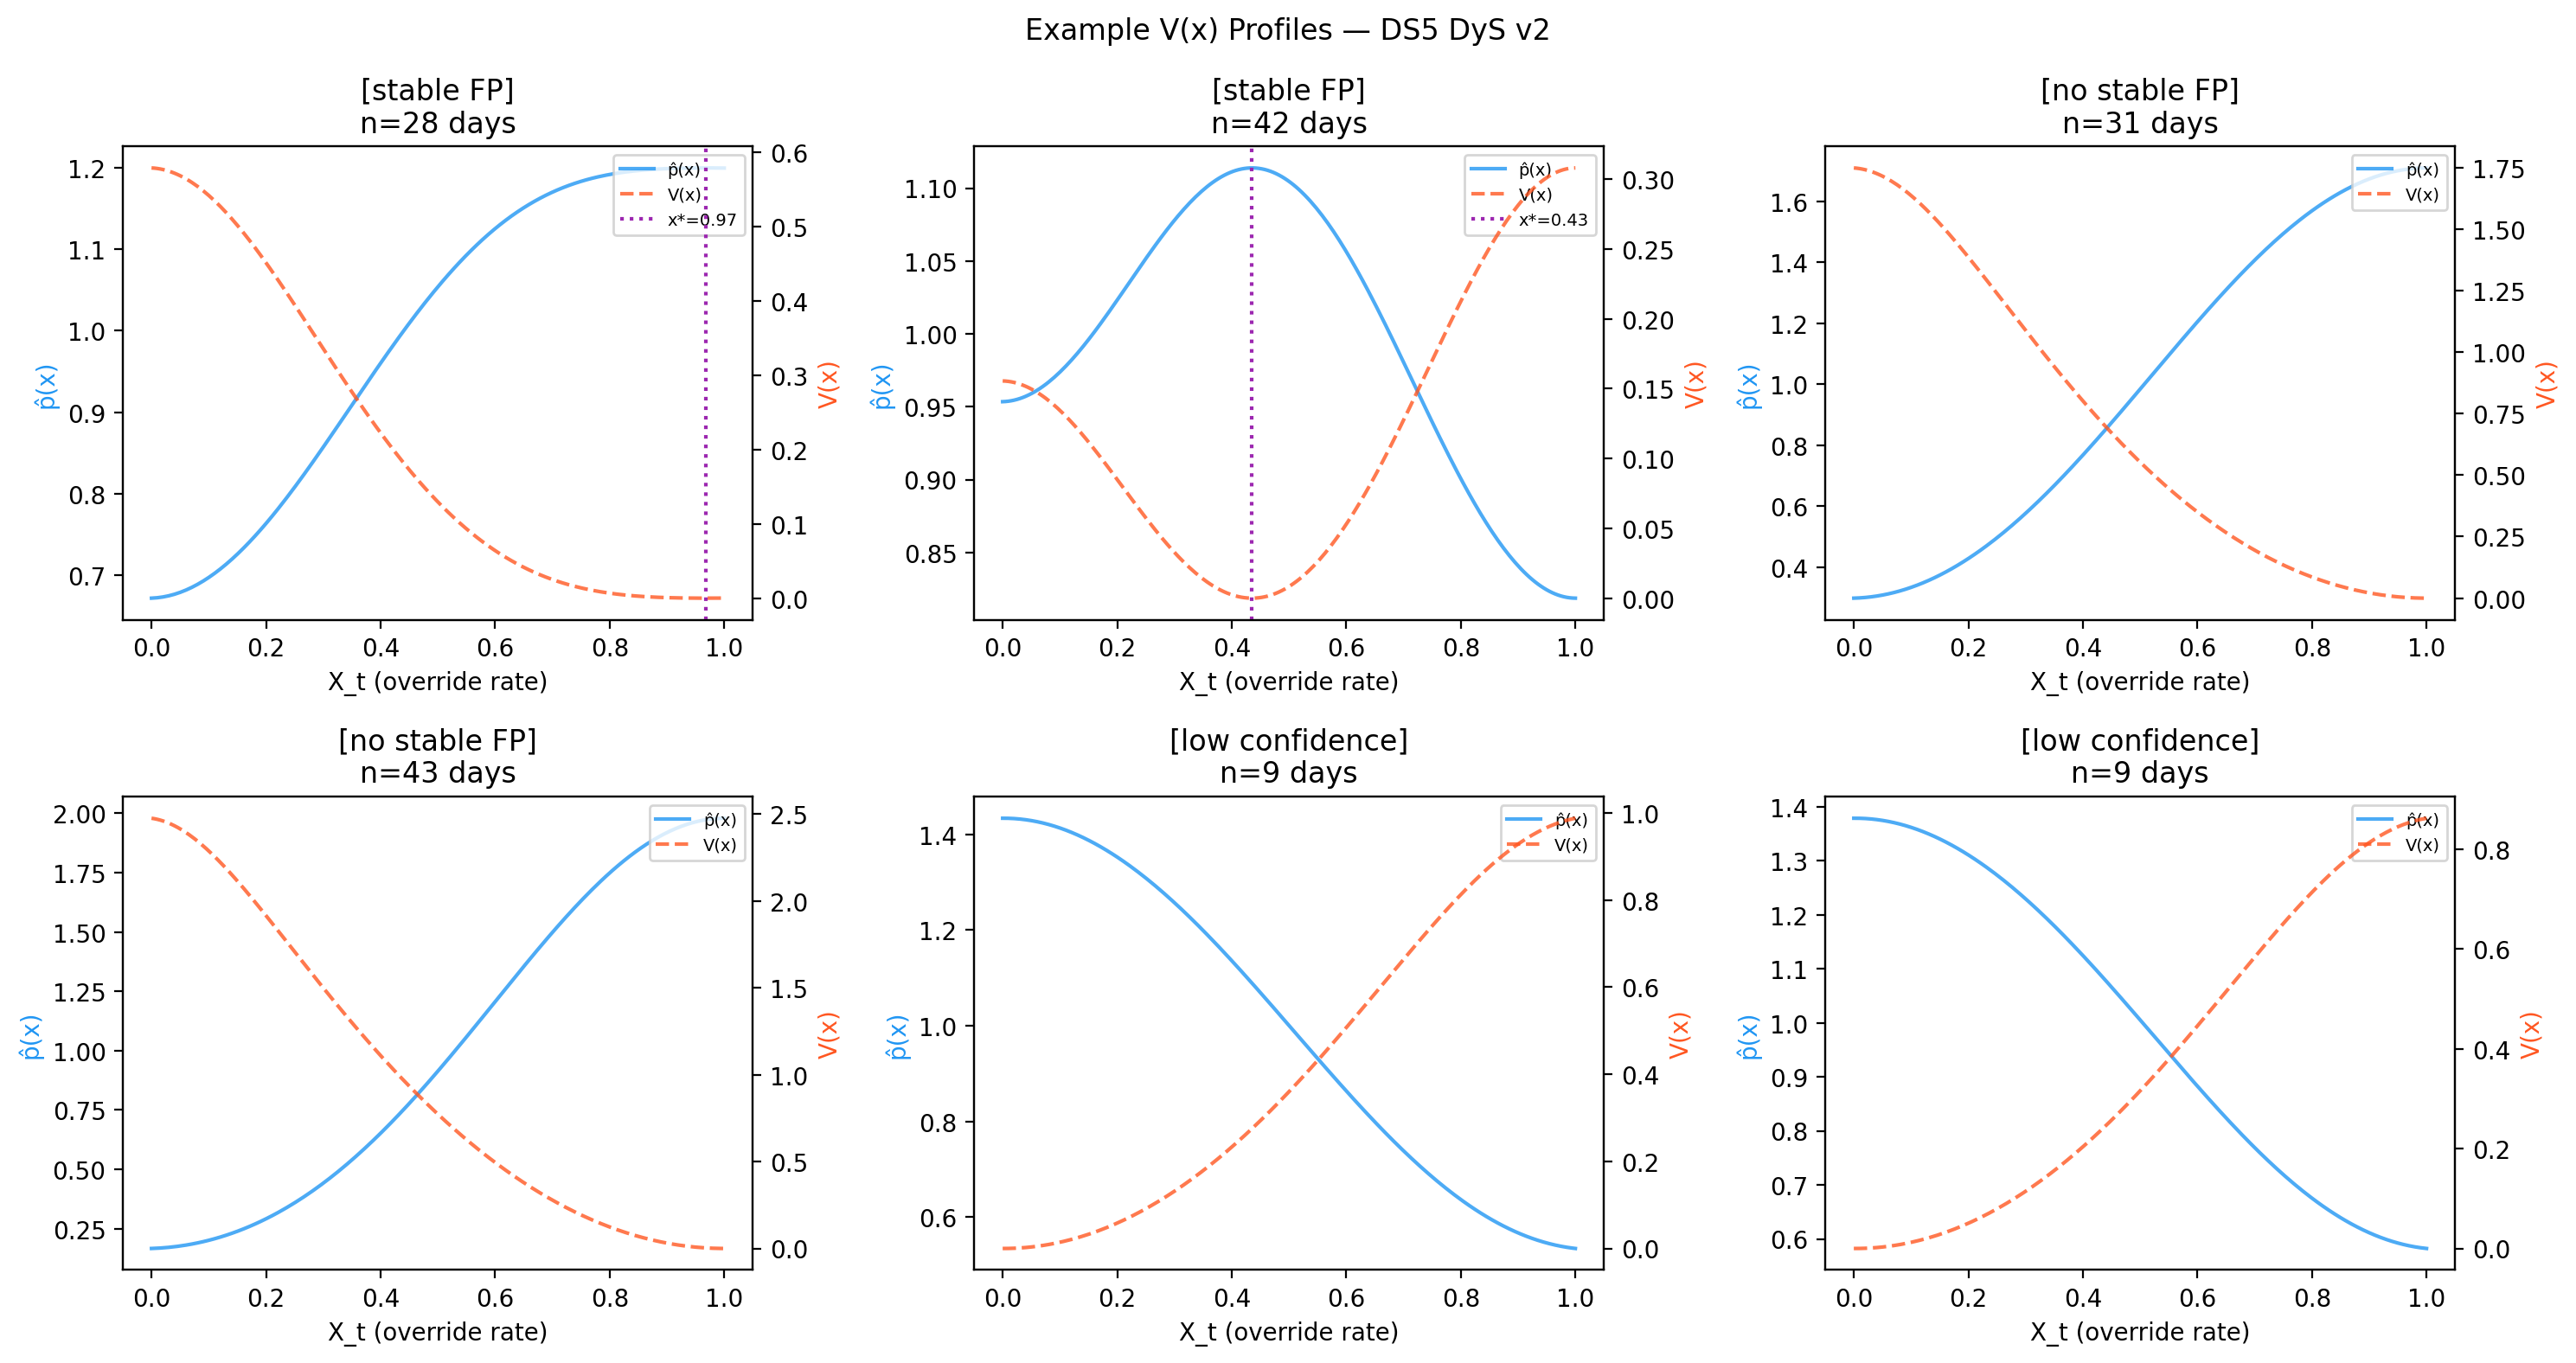 Example V(x) Profiles — DS5 DyS v2
[stable FP]
n=28 days
1.2
1.1
1.0
0.9
0.8
0.7
p̂(x)
0.6
0.5
0.4
0.3
0.2
0.1
0.0
V(x)
p̂(x)
V(x)
x*=0.97
0.0 0.2 0.4 0.6 0.8 1.0
X_t (override rate)
[stable FP]
n=42 days
1.10
1.05
1.00
0.95
0.90
0.85
p̂(x)
0.30
0.25
0.20
0.15
0.10
0.05
0.00
V(x)
p̂(x)
V(x)
x*=0.43
0.0 0.2 0.4 0.6 0.8 1.0
X_t (override rate)
[no stable FP]
n=31 days
1.6
1.4
1.2
1.0
0.8
0.6
0.4
p̂(x)
1.75
1.50
1.25
1.00
0.75
0.50
0.25
0.00
V(x)
p̂(x)
V(x)
0.0 0.2 0.4 0.6 0.8 1.0
X_t (override rate)
[no stable FP]
n=43 days
2.00
1.75
1.50
1.25
1.00
0.75
0.50
0.25
p̂(x)
2.5
2.0
1.5
1.0
0.5
0.0
V(x)
p̂(x)
V(x)
0.0 0.2 0.4 0.6 0.8 1.0
X_t (override rate)
[low confidence]
n=9 days
1.4
1.2
1.0
0.8
0.6
p̂(x)
1.0
0.8
0.6
0.4
0.2
0.0
V(x)
p̂(x)
V(x)
0.0 0.2 0.4 0.6 0.8 1.0
X_t (override rate)
[low confidence]
n=9 days
1.4
1.3
1.2
1.1
1.0
0.9
0.8
0.7
0.6
p̂(x)
0.8
0.6
0.4
0.2
0.0
V(x)
p̂(x)
V(x)
0.0 0.2 0.4 0.6 0.8 1.0
X_t (override rate)